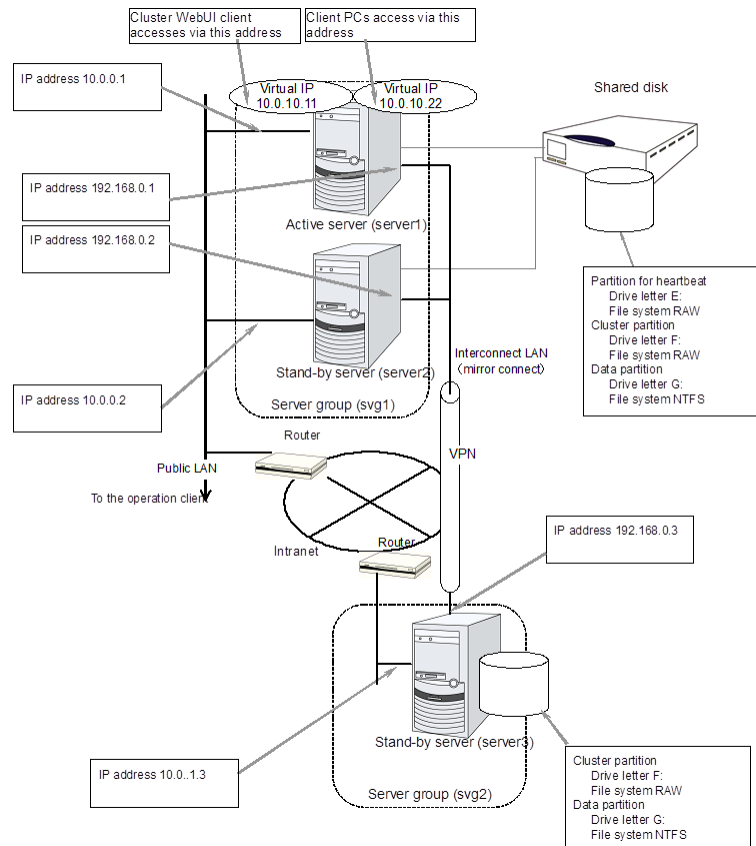 Cluster WebUI client
accesses via this address
Client PCs access via this
address
IP address 10.0.0.1
Virtual IP
10.0.10.11
Virtual IP
10.0.10.22
Shared disk
IP address 192.168.0.1
Active server (server1)
IP address 192.168.0.2
Partition for heartbeat
Drive letter E:
File system RAW
Cluster partition
Drive letter F:
File system RAW
Data partition
Drive letter G:
File system NTFS
Interconnect LAN
(mirror connect)
Stand-by server (server2)
IP address 10.0.0.2
Server group (svg1)
Router
VPN
Public LAN
To the operation client
Intranet
Router
IP address 192.168.0.3
Stand-by server (server3)
IP address 10.0..1.3
Server group (svg2)
Cluster partition
Drive letter F:
File system RAW
Data partition
Drive letter G:
File system NTFS